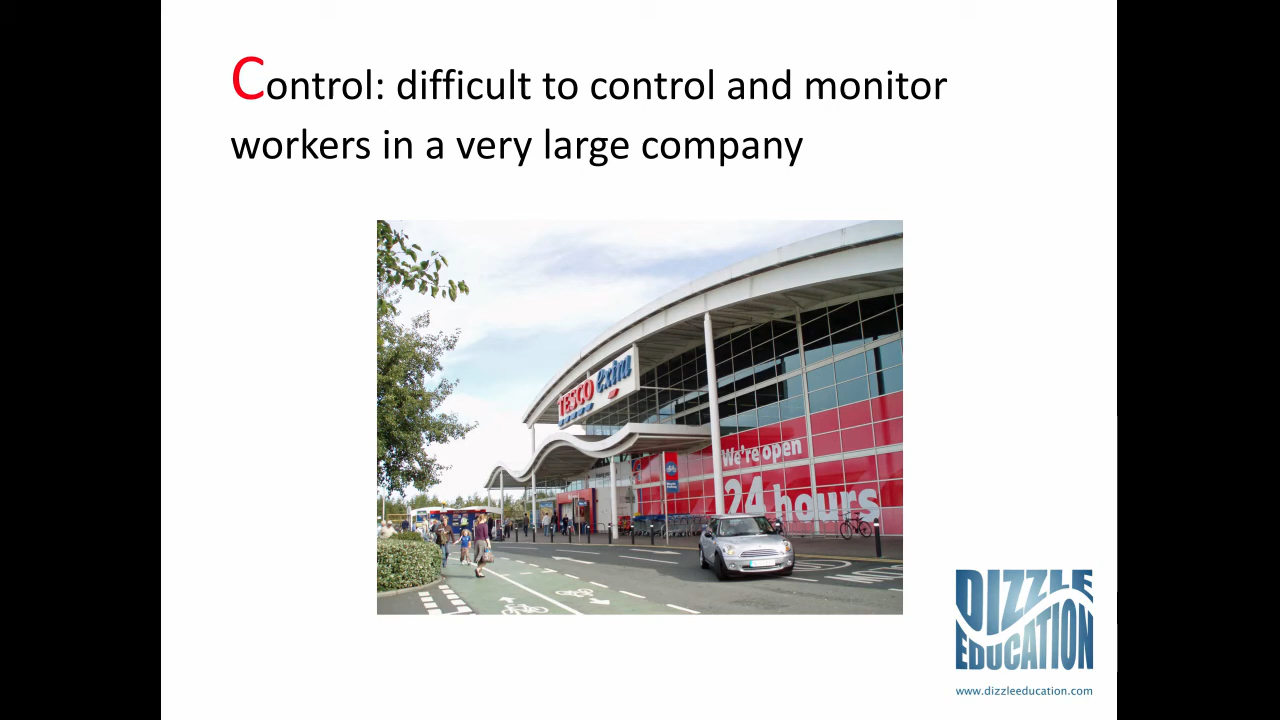 Control: difficult to control and monitor
workers in a very large company
TESCO extra
We're open
24 hours
DIZZLE
EDUCATION
www.dizzleeducation.com